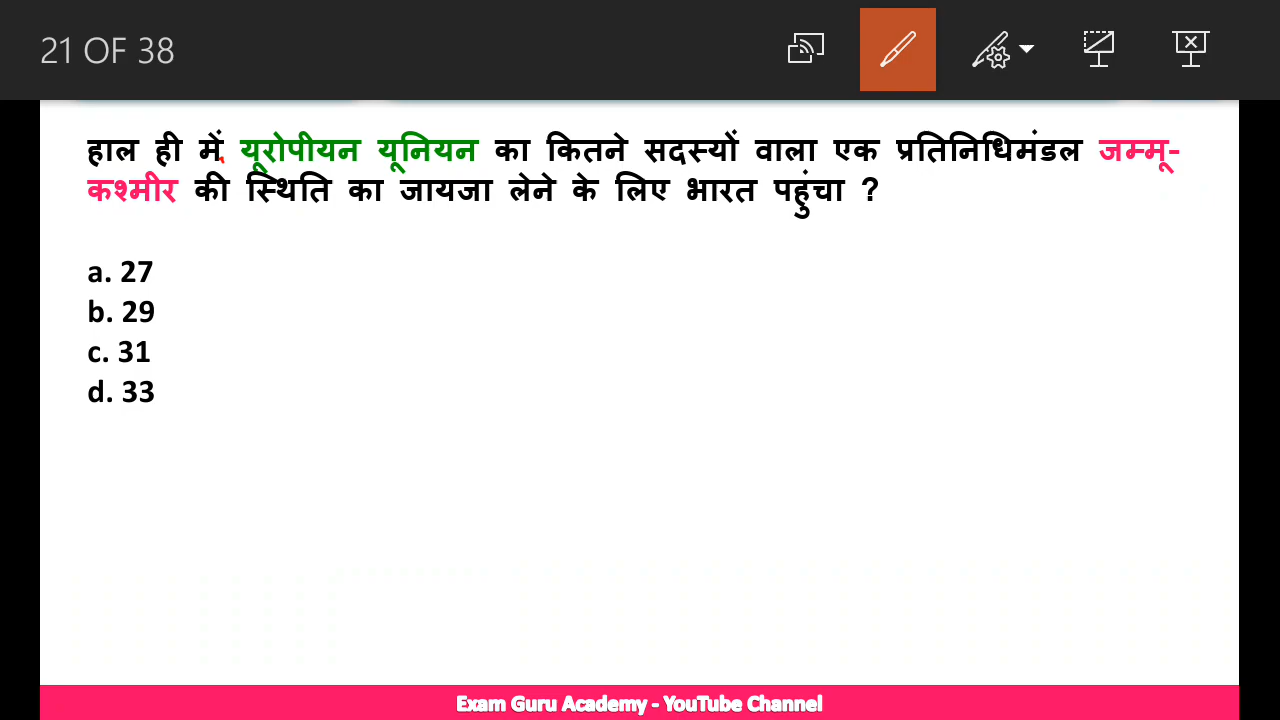 21 OF 38
हाल ही में यूरोपीयन यूनियन का कितने सदस्यों वाला एक प्रतिनिधिमंडल जम्मू-
कश्मीर की स्थिति का जायजा लेने के लिए भारत पहुंचा ?
a. 27
b. 29
c. 31
d. 33
Exam Guru Academy - YouTube Channel